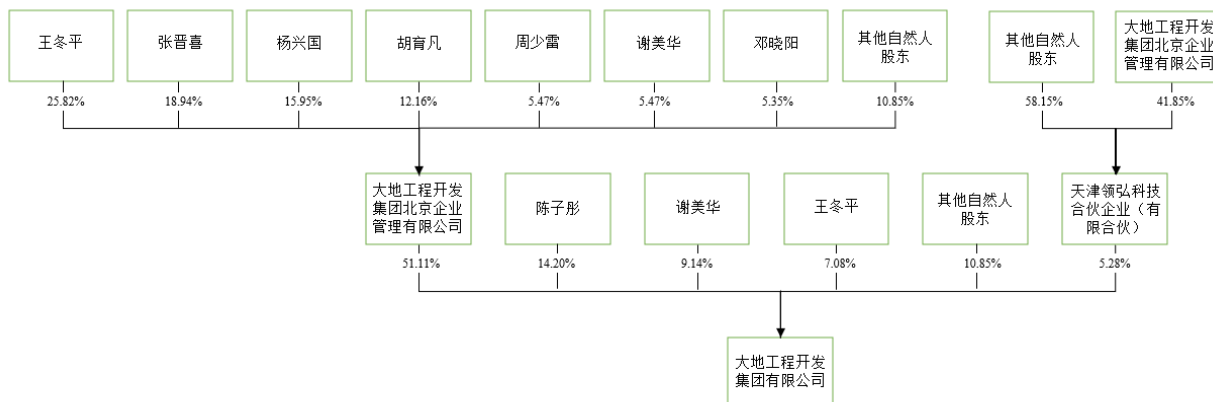 王冬平
张晋喜
杨兴国
胡育凡
周少雷
谢美华
邓晓阳
其他自然人
股东
其他自然人
股东
大地工程开发
集团北京企业
管理有限公司
25.82%
18.94%
15.95%
12.16%
5.47%
5.47%
5.35%
10.85%
58.15%
41.85%
大地工程开发
集团北京企业
管理有限公司
陈子彤
谢美华
王冬平
其他自然人
股东
天津领弘科技
合伙企业（有
限合伙）
51.11%
14.20%
9.14%
7.08%
10.85%
5.28%
大地工程开发
集团有限公司